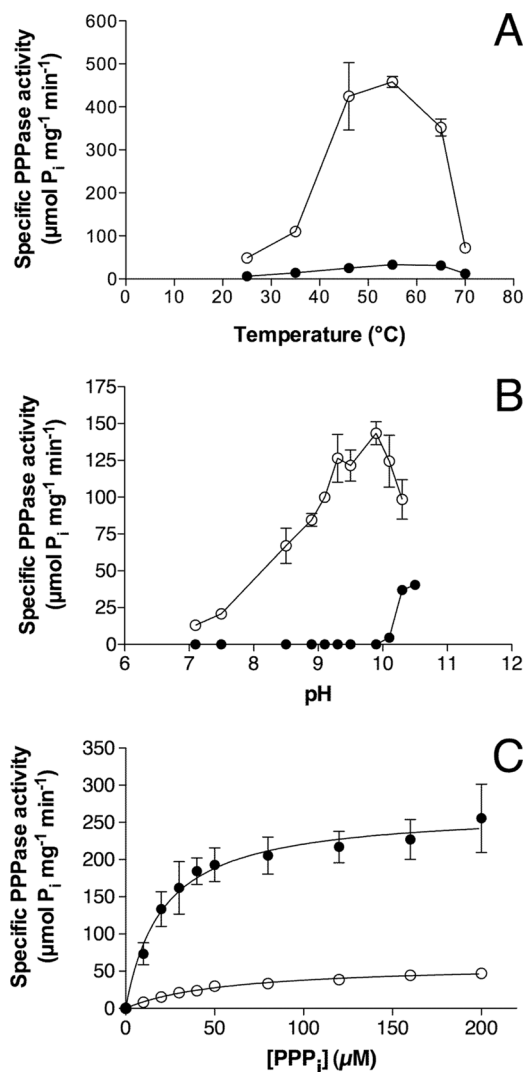 A
Specific PPPase activity
(μmol Pi mg-1 min-1)
600
500
400
300
200
100
0
0 10 20 30 40 50 60 70 80
Temperature (°C)
B
Specific PPPase activity
(μmol Pi mg-1 min-1)
175
150
125
100
75
50
25
0
6 7 8 9 10 11 12
pH
C
Specific PPPase activity
(μmol Pi mg-1 min-1)
350
300
250
200
150
100
50
0
0 50 100 150 200
[PPPi] (μM)